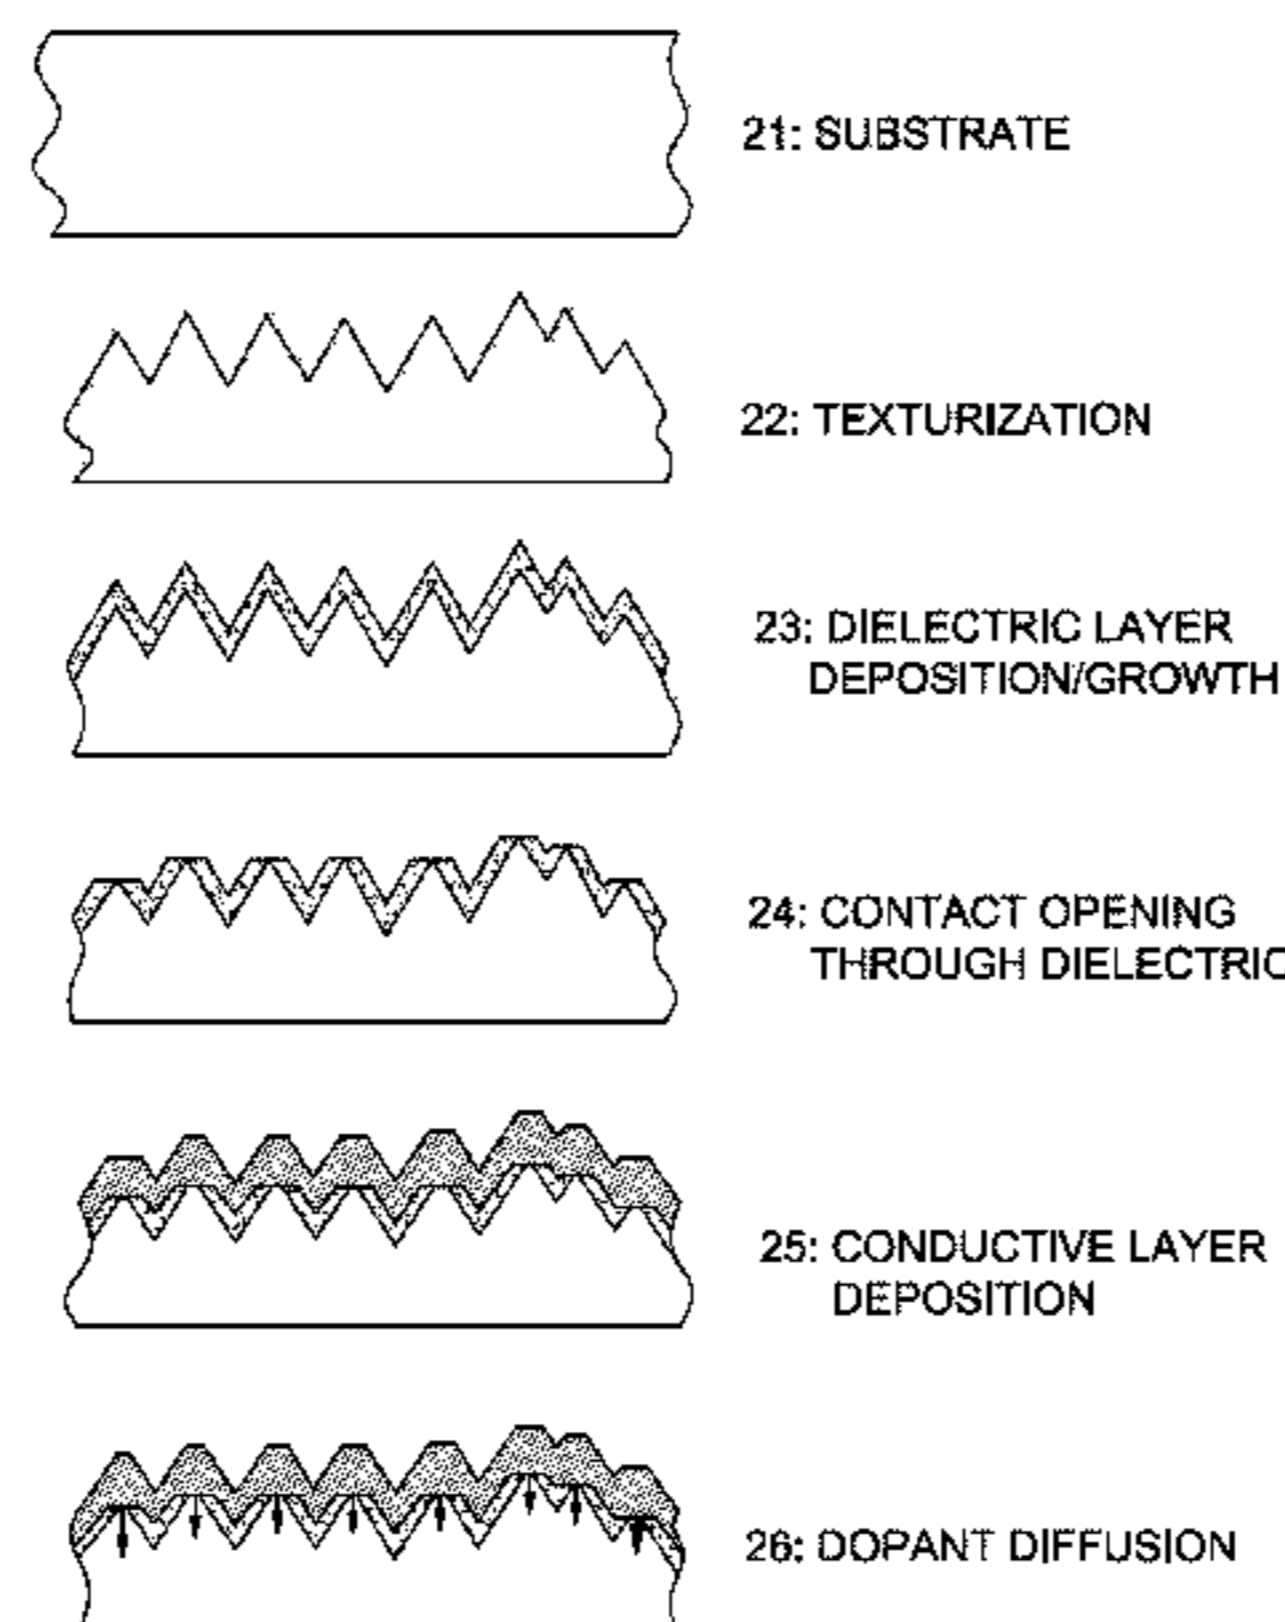 21: SUBSTRATE
22: TEXTURIZATION
23: DIELECTRIC LAYER
DEPOSITION/GROWTH
24: CONTACT OPENING
THROUGH DIELECTRIC
25: CONDUCTIVE LAYER
DEPOSITION
26: DOPANT DIFFUSION